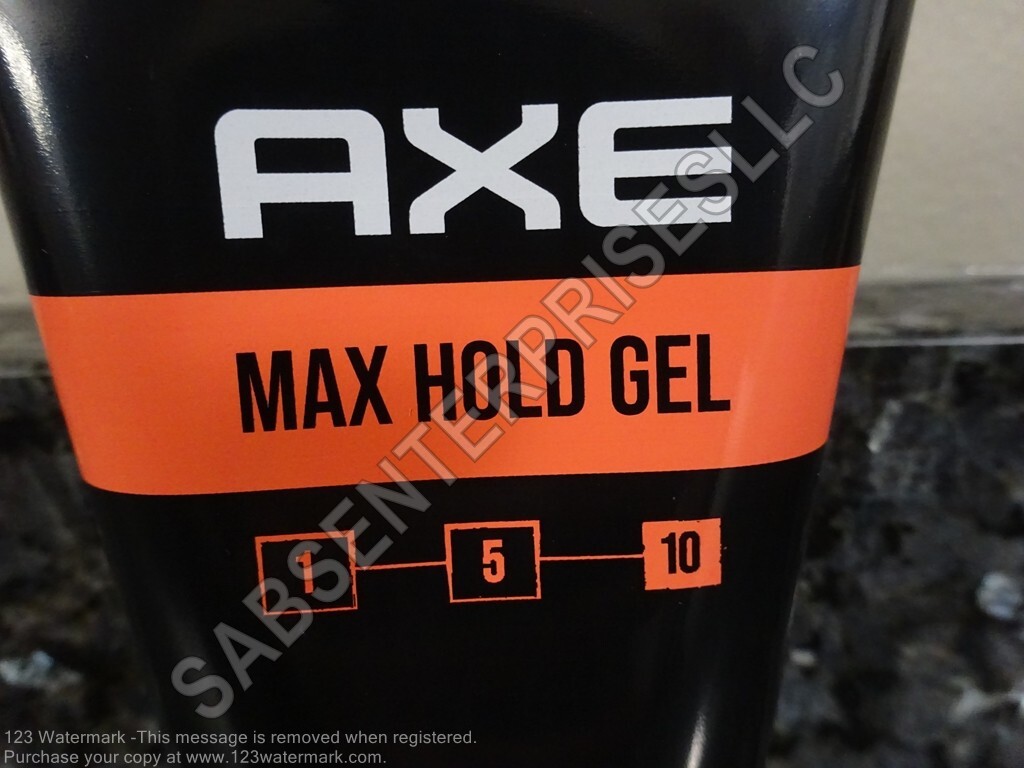 AXE
MAX HOLD GEL
1 5 10
SABSENTERPRISESLLC
123 Watermark -This message is removed when registered.
Purchase your copy at www.123watermark.com.